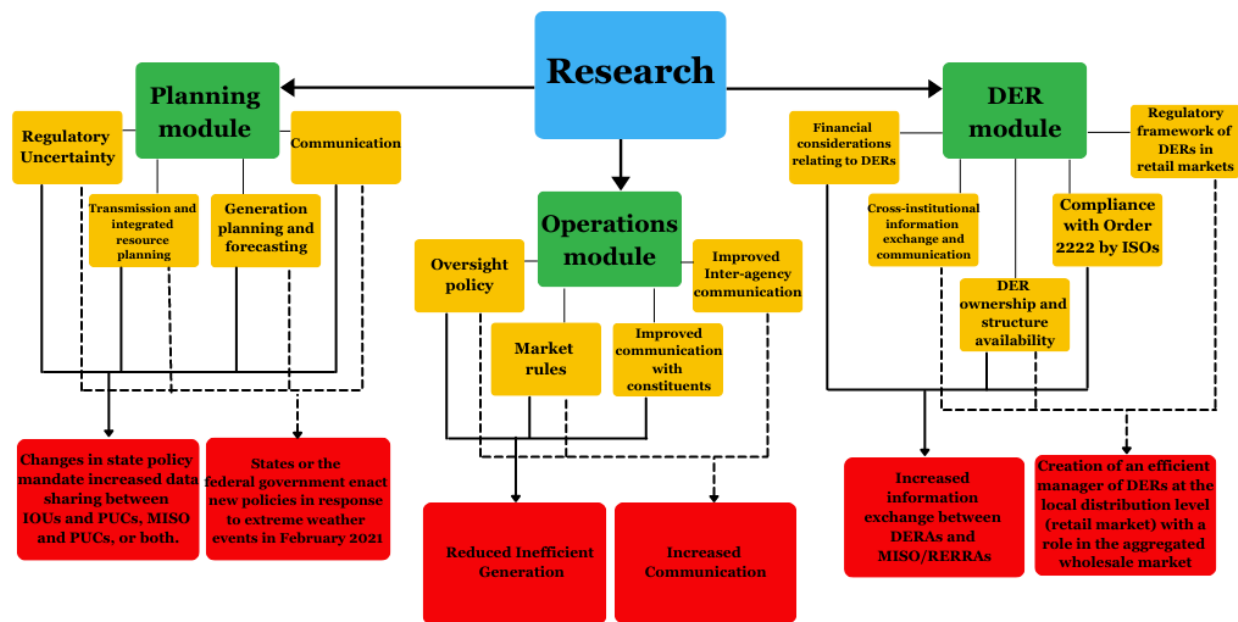 Research
Planning
module
Regulatory
Uncertainty
Communication
Transmission and
integrated
resource
planning
Generation
planning and
forecasting
Changes in state policy
mandate increased data
sharing between
IOUs and PUCs, MISO
and PUCs, or both.
States or the
federal government enact
new policies in response
to extreme weather
events in February 2021
Operations
module
Oversight
policy
Improved
Inter-agency
communication
Market
rules
Improved
communication
with
constituents
Reduced Inefficient
Generation
Increased
Communication
DER
module
Financial
considerations
relating to DERs
Regulatory
framework of
DERs in
retail markets
Cross-institutional
information
exchange and
communication
Compliance
with Order
2222 by ISOs
DER
ownership and
structure
availability
Increased
information
exchange between
DERAs and
MISO/RERRAs
Creation of an efficient
manager of DERs at the
local distribution level
(retail market) with a
role in the aggregated
wholesale market